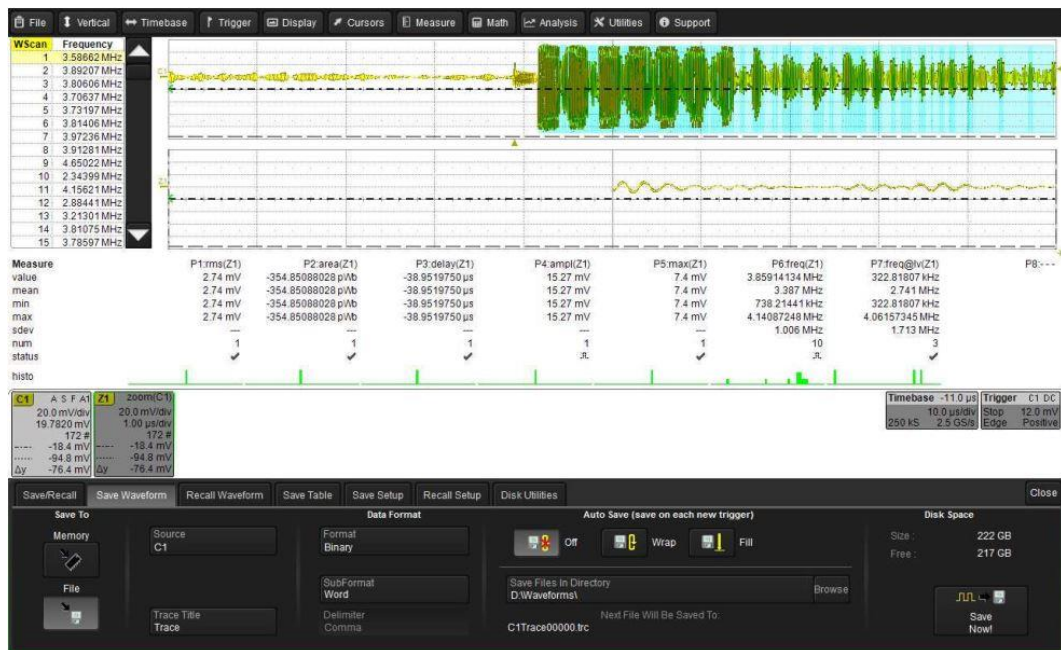 File Vertical Timebase Trigger Display Cursors Measure Math Analysis Utilities Support
WScan Frequency
1 3.58662 MHz
2 3.89207 MHz
3 3.80606 MHz
4 3.70637 MHz
5 3.73197 MHz
6 3.81406 MHz
7 3.97236 MHz
8 3.91281 MHz
9 4.65022 MHz
10 2.34399 MHz
11 4.15621 MHz
12 2.88441 MHz
13 3.21301 MHz
14 3.81075 MHz
15 3.78597 MHz
Measure P1:rms(Z1) P2:area(Z1) P3:delay(Z1) P4:ampl(Z1) P5:max(Z1) P6:freq(Z1) P7:freq@lv(Z1) P8:---
value 2.74 mV -354.85088028 pWb -38.9519750 µs 15.27 mV 7.4 mV 3.85914134 MHz 322.81807 kHz
mean 2.74 mV -354.85088028 pWb -38.9519750 µs 15.27 mV 7.4 mV 3.387 MHz 2.741 MHz
min 2.74 mV -354.85088028 pWb -38.9519750 µs 15.27 mV 7.4 mV 738.21441 kHz 322.81807 kHz
max 2.74 mV -354.85088028 pWb -38.9519750 µs 15.27 mV 7.4 mV 4.14087248 MHz 4.06157345 MHz
sdev --- --- --- --- --- 1.006 MHz 1.713 MHz
num 1 1 1 1 1 10 3
status
histo
C1 A S F A1 Z1 zoom(C1) Timebase -11.0 µs Trigger C1 DC
20.0 mV/div 20.0 mV/div 10.0 µs/div Stop 12.0 mV
19.7820 mV 1.00 µs/div 250 kS 2.5 GS/s Edge Positive
172 # 172 #
-18.4 mV -18.4 mV
-94.8 mV -94.8 mV
Δy -76.4 mV Δy -76.4 mV
Save/Recall Save Waveform Recall Waveform Save Table Save Setup Recall Setup Disk Utilities Close
Save To Data Format Auto Save (save on each new trigger) Disk Space
Memory Source Format Off Wrap Fill Size : 222 GB
C1 Binary Free : 217 GB
File SubFormat Save Files In Directory
Word D:\Waveforms\ Browse
Trace Title Delimiter Next File Will Be Saved To: Save
Trace Comma C1Trace00000.trc Now!